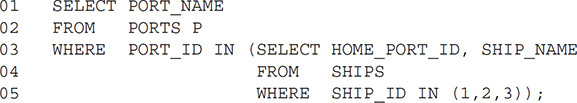 01 SELECT PORT_NAME
02 FROM PORTS P
03 WHERE PORT_ID IN (SELECT HOME_PORT_ID, SHIP_NAME
04 FROM SHIPS
05 WHERE SHIP_ID IN (1,2,3));